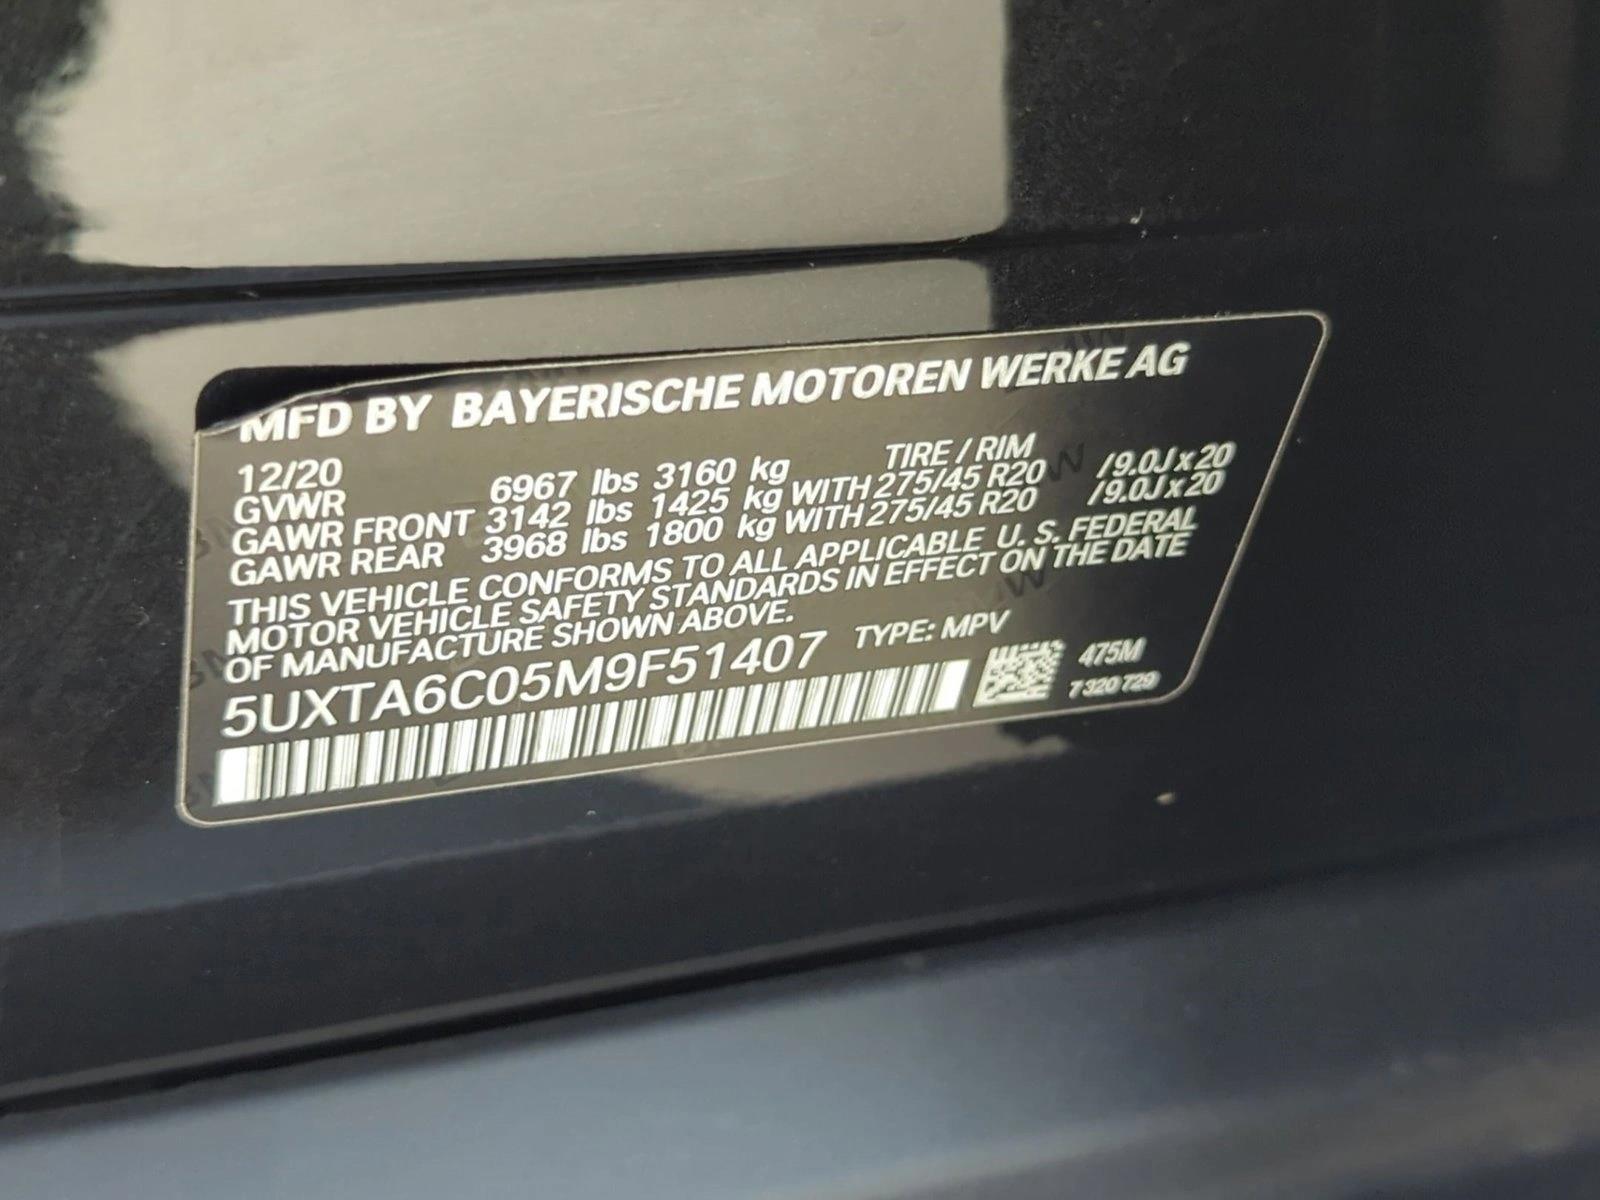 MFD BY BAYERISCHE MOTOREN WERKE AG
12/20 TIRE / RIM
GVWR 6967 lbs 3160 kg
GAWR FRONT 3142 lbs 1425 kg WITH 275/45 R20 /9.0J x 20
GAWR REAR 3968 lbs 1800 kg WITH 275/45 R20 /9.0J x 20
THIS VEHICLE CONFORMS TO ALL APPLICABLE U. S. FEDERAL
MOTOR VEHICLE SAFETY STANDARDS IN EFFECT ON THE DATE
OF MANUFACTURE SHOWN ABOVE.
5UXTA6C05M9F51407 TYPE: MPV
475M
7 320 729